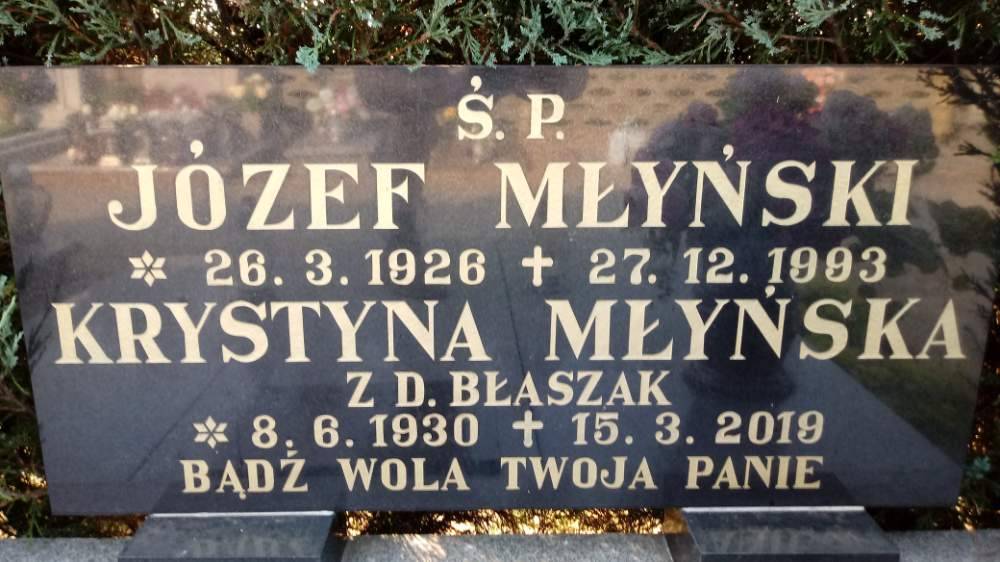 Ś. P.
JÓZEF MŁYŃSKI
✲ 26. 3. 1926 ✝ 27. 12. 1993
KRYSTYNA MŁYŃSKA
Z D. BŁASZAK
✲ 8. 6. 1930 ✝ 15. 3. 2019
BĄDŹ WOLA TWOJA PANIE